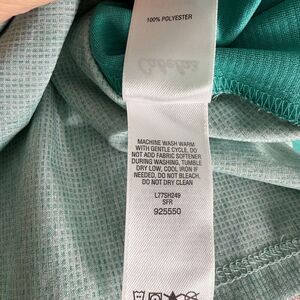 100% POLYESTER
Cabelas
MACHINE WASH WARM
WITH GENTLE CYCLE, DO
NOT ADD FABRIC SOFTENER
DURING WASHING, TUMBLE
DRY LOW, COOL IRON IF
NEEDED, DO NOT BLEACH,
DO NOT DRY CLEAN
L77SH249
SFR
925550